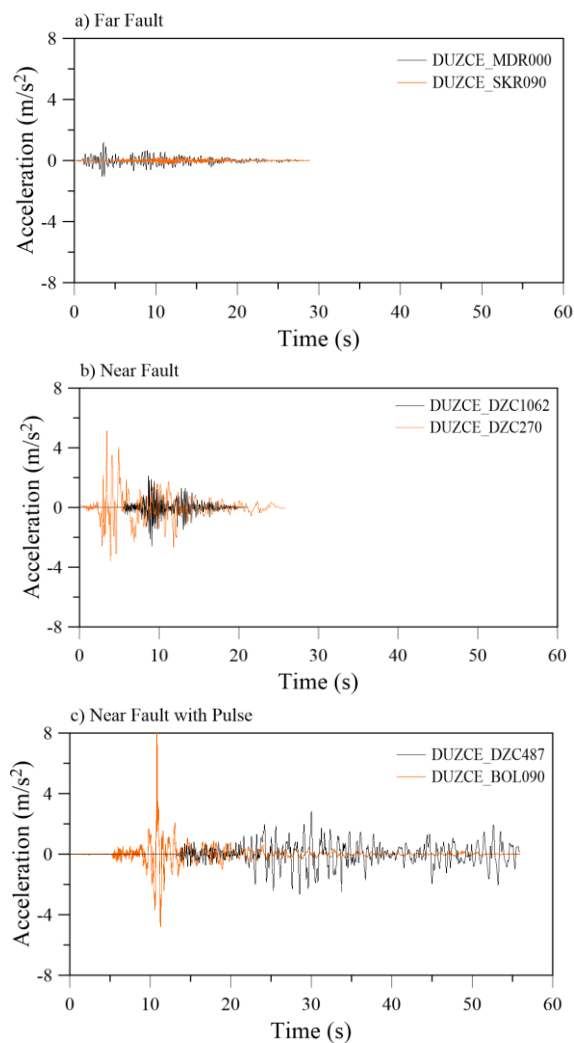 a) Far Fault
8
DUZCE_MDR000
DUZCE_SKR090
4
0
-4
-8
Acceleration (m/s²)
0 10 20 30 40 50 60
Time (s)
b) Near Fault
8
DUZCE_DZC1062
DUZCE_DZC270
4
0
-4
-8
Acceleration (m/s²)
0 10 20 30 40 50 60
Time (s)
c) Near Fault with Pulse
8
DUZCE_DZC487
DUZCE_BOL090
4
0
-4
-8
Acceleration (m/s²)
0 10 20 30 40 50 60
Time (s)